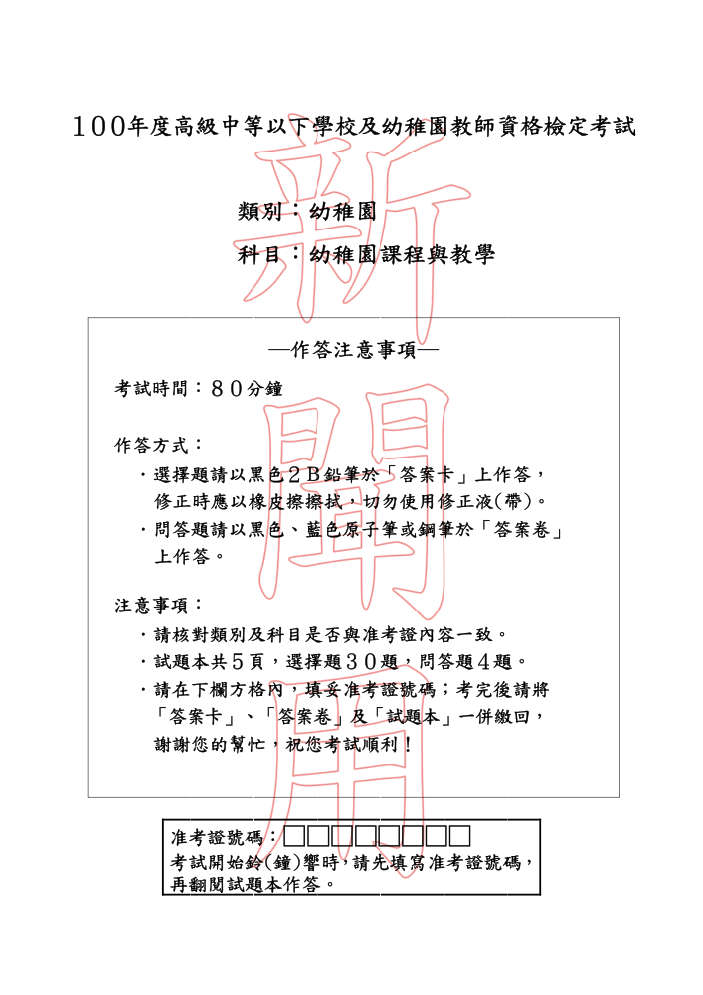 100年度高級中等以下學校及幼稚園教師資格檢定考試
類別：幼稚園
科目：幼稚園課程與教學
—作答注意事項—
考試時間：８０分鐘
作答方式：
．選擇題請以黑色２Ｂ鉛筆於「答案卡」上作答，
修正時應以橡皮擦擦拭，切勿使用修正液(帶)。
．問答題請以黑色、藍色原子筆或鋼筆於「答案卷」
上作答。
注意事項：
．請核對類別及科目是否與准考證內容一致。
．試題本共５頁，選擇題３０題，問答題４題。
．請在下欄方格內，填妥准考證號碼；考完後請將
「答案卡」、「答案卷」及「試題本」一併繳回，
謝謝您的幫忙，祝您考試順利！
准考證號碼：□□□□□□□□
考試開始鈴(鐘)響時，請先填寫准考證號碼，
再翻閱試題本作答。
新聞用